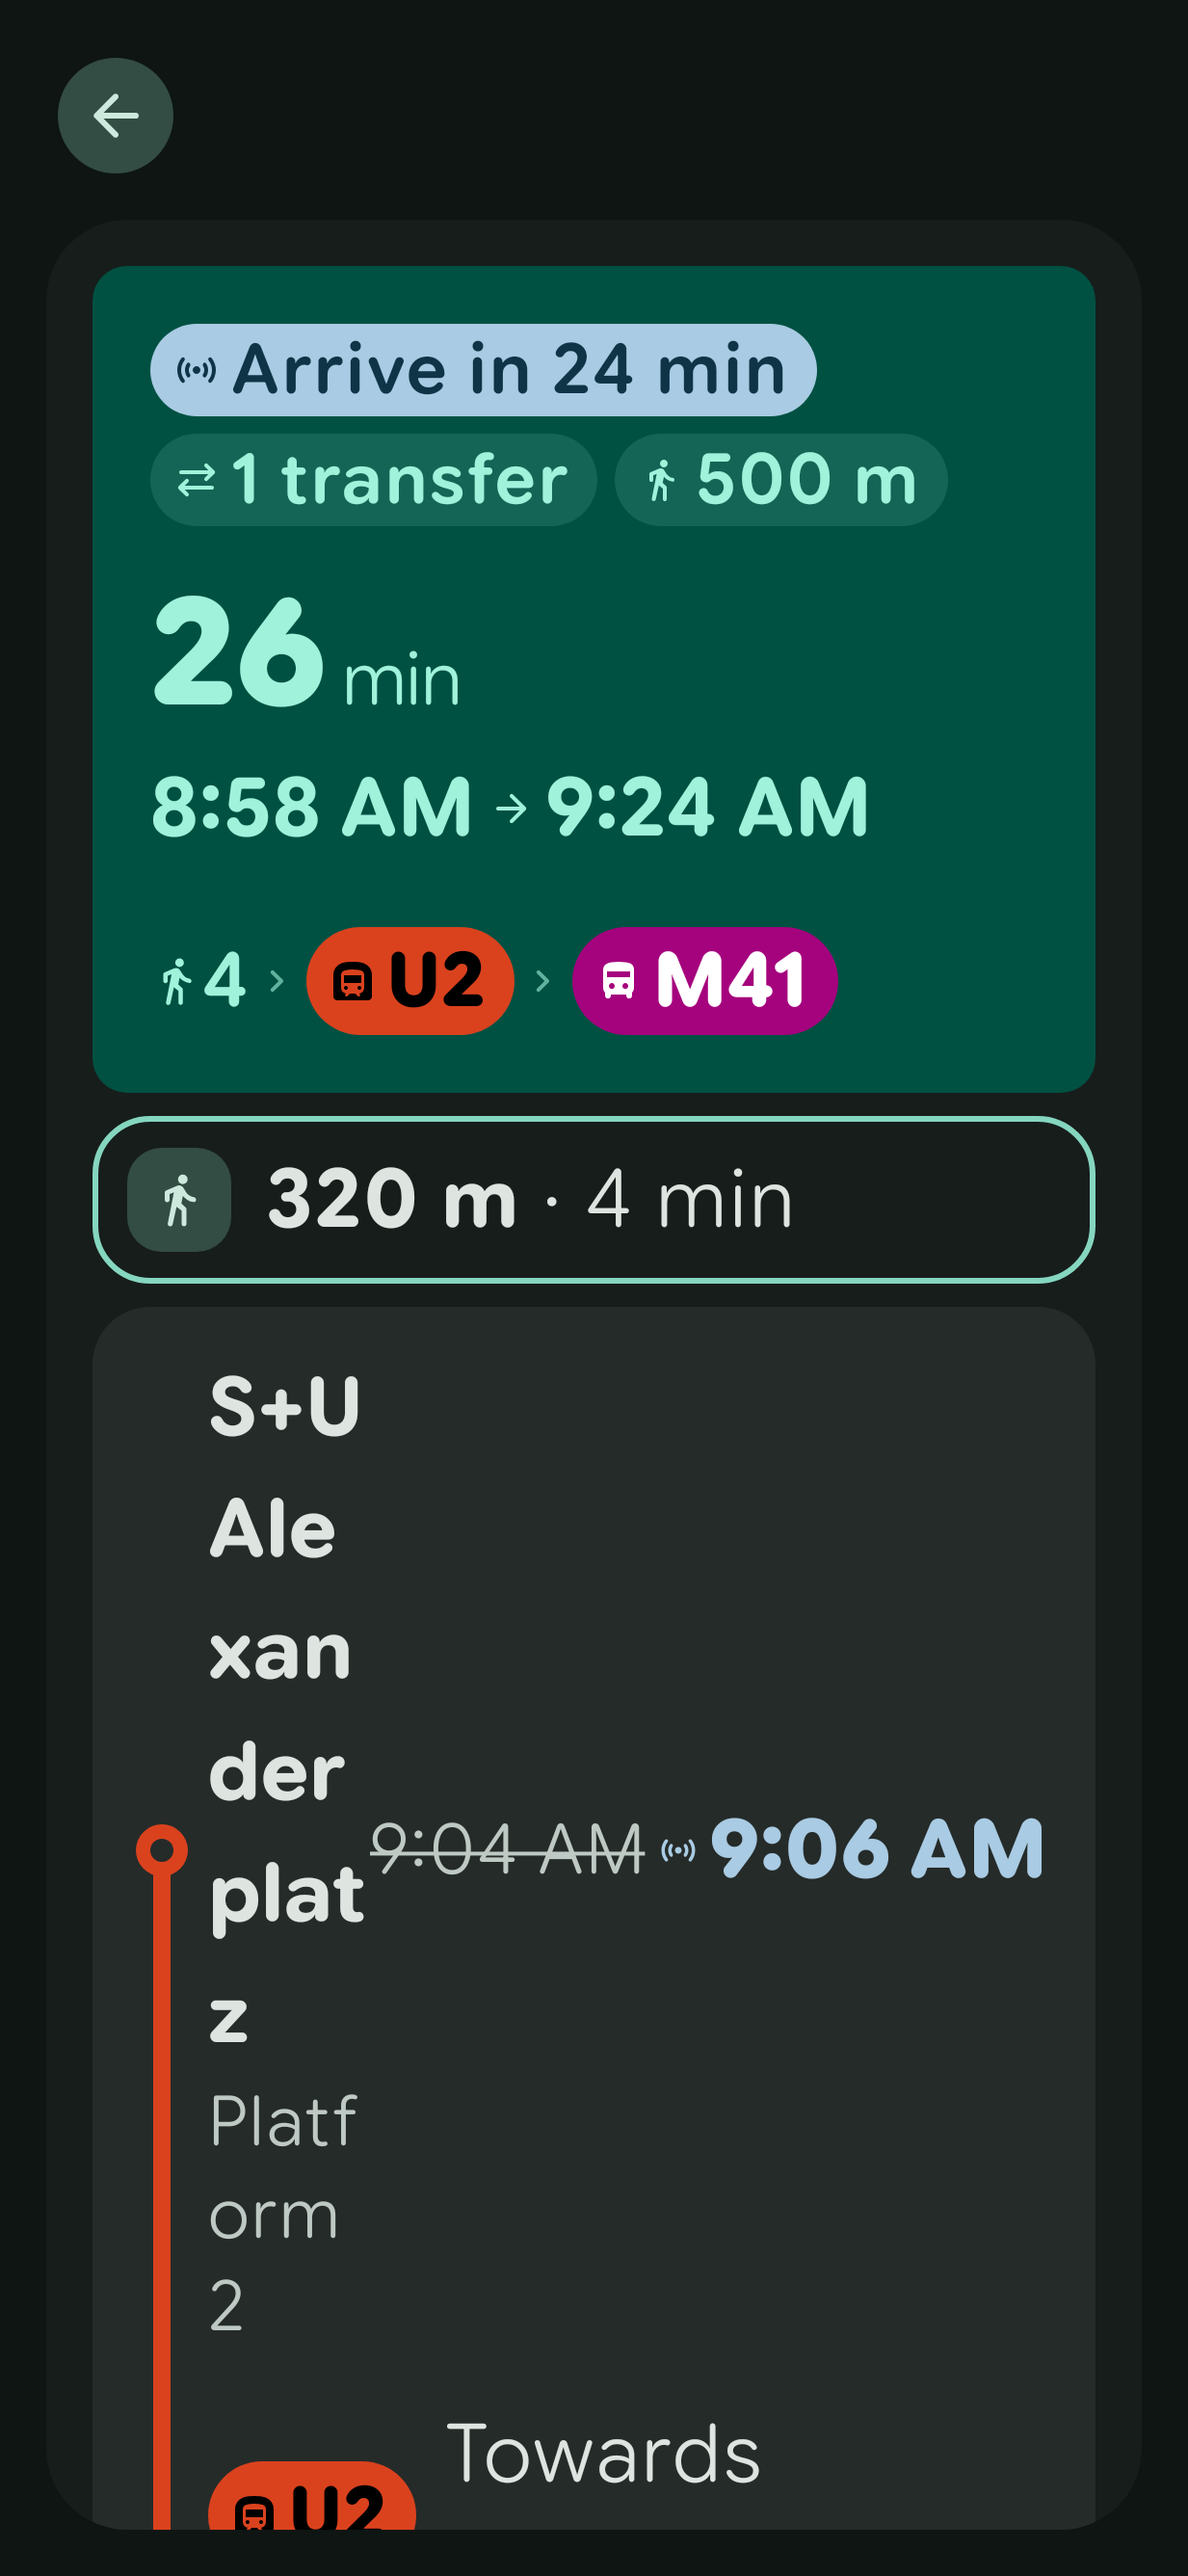 Arrive in 24 min
1 transfer 500 m
26 min
8:58 AM → 9:24 AM
4 › U2 › M41
320 m · 4 min
S+U
Ale
xan
der
plat
z
9:04 AM 9:06 AM
Platf
orm
2
Towards
U2